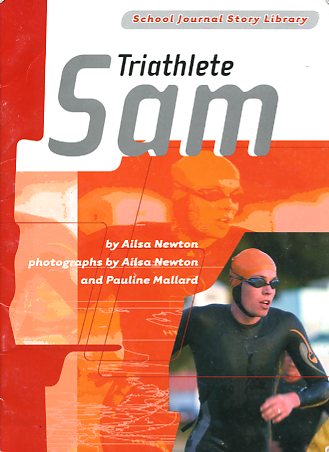 School Journal Story Library
Triathlete
Sam
by Ailsa Newton
photographs by Ailsa Newton
and Pauline Mallard